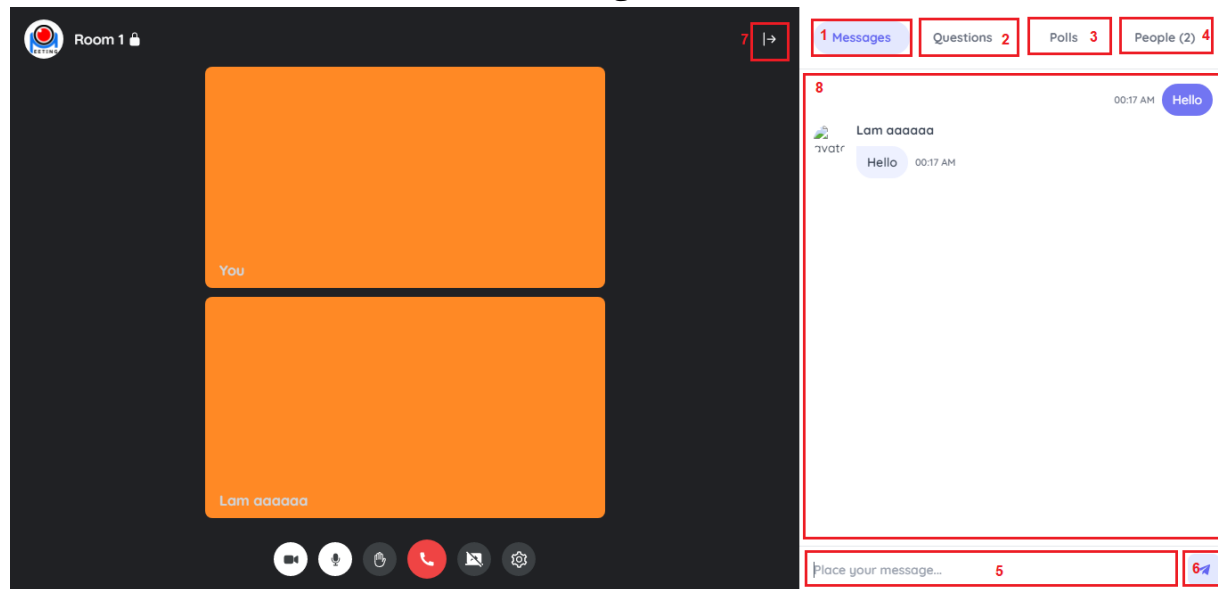 Room 1
7
1 Messages
Questions 2
Polls 3
People (2) 4
8
00:17 AM Hello
Lam aaaaaa
Hello 00:17 AM
You
Lam aaaaaa
Place your message... 5
6